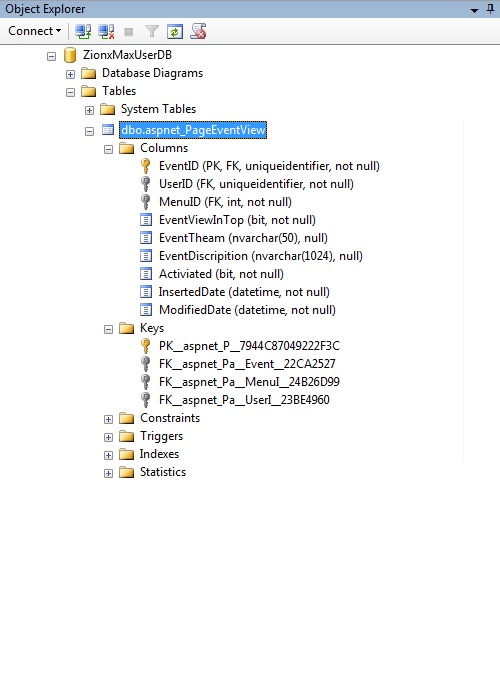 Object Explorer
Connect
ZionxMaxUserDB
Database Diagrams
Tables
System Tables
dbo.aspnet_PageEventView
Columns
EventID (PK, FK, uniqueidentifier, not null)
UserID (FK, uniqueidentifier, not null)
MenuID (FK, int, not null)
EventViewInTop (bit, not null)
EventTheam (nvarchar(50), null)
EventDiscripition (nvarchar(1024), null)
Activiated (bit, not null)
InsertedDate (datetime, not null)
ModifiedDate (datetime, not null)
Keys
PK__aspnet_P__7944C87049222F3C
FK__aspnet_Pa__Event__22CA2527
FK__aspnet_Pa__MenuI__24B26D99
FK__aspnet_Pa__UserI__23BE4960
Constraints
Triggers
Indexes
Statistics